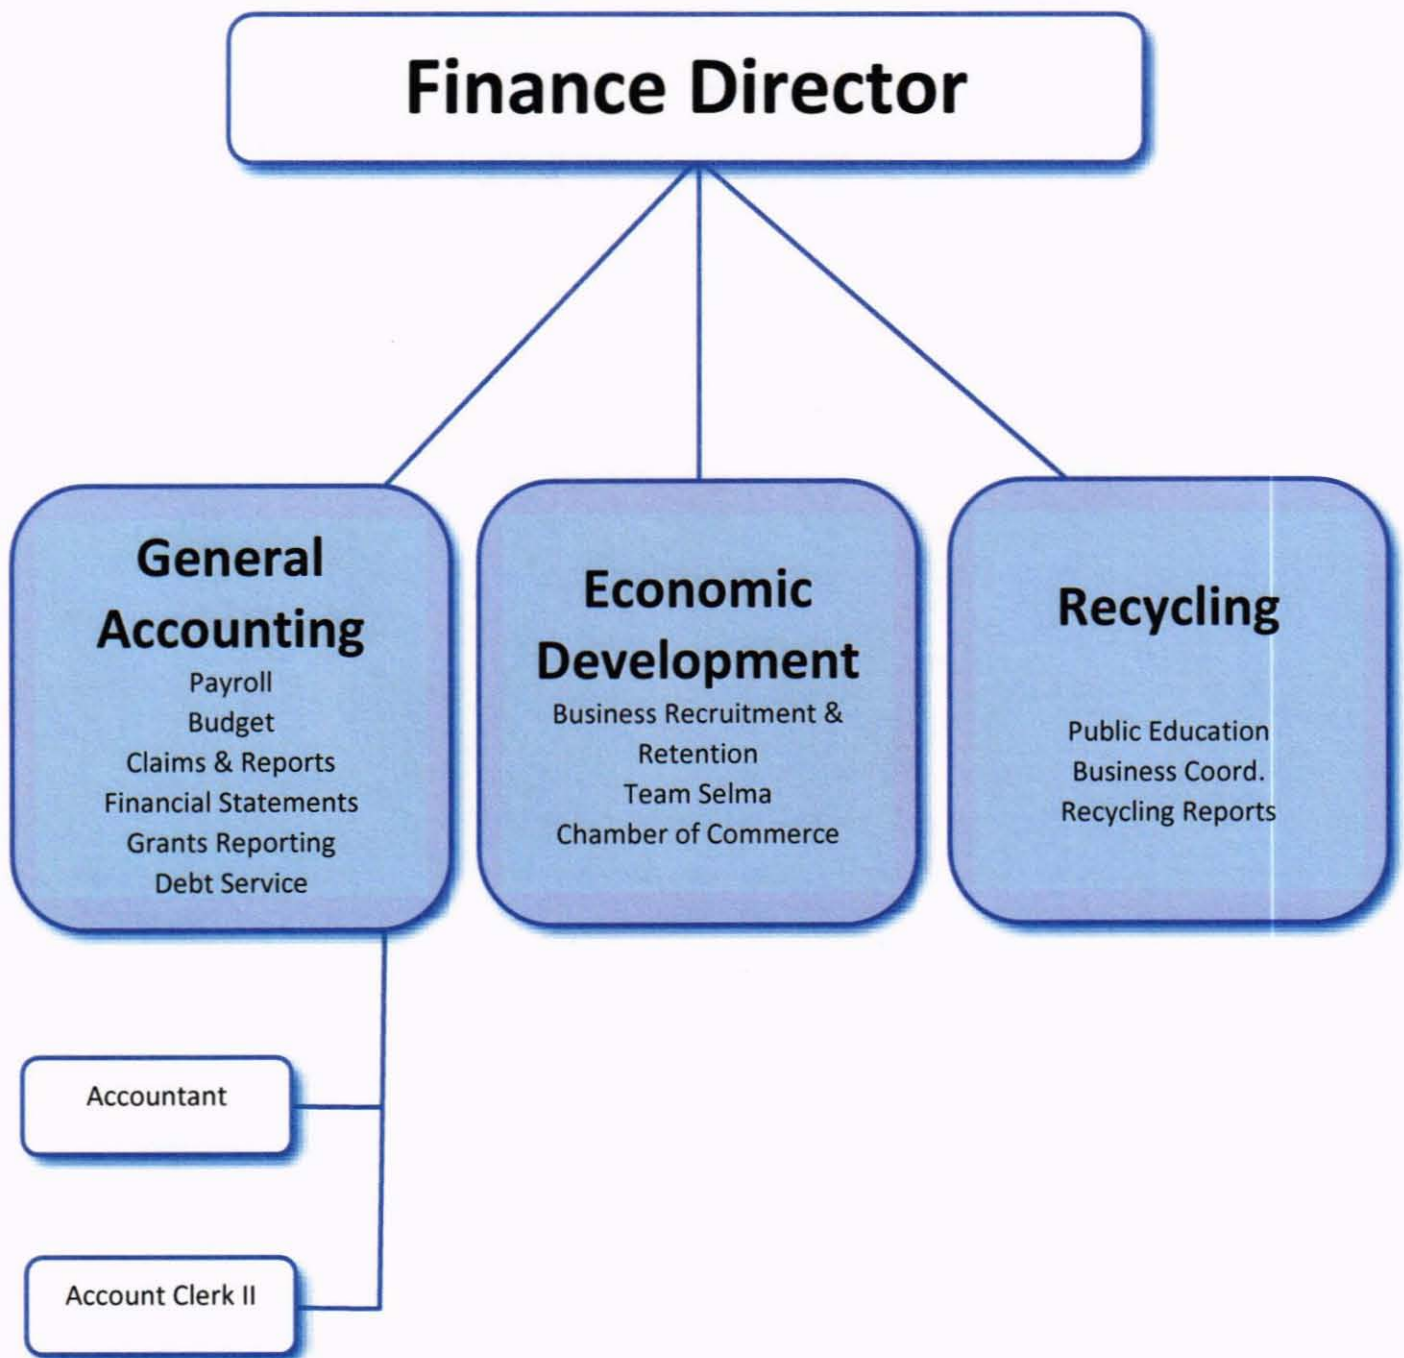 Finance Director
General
Accounting
Payroll
Budget
Claims & Reports
Financial Statements
Grants Reporting
Debt Service
Economic
Development
Business Recruitment &
Retention
Team Selma
Chamber of Commerce
Recycling
Public Education
Business Coord.
Recycling Reports
Accountant
Account Clerk II